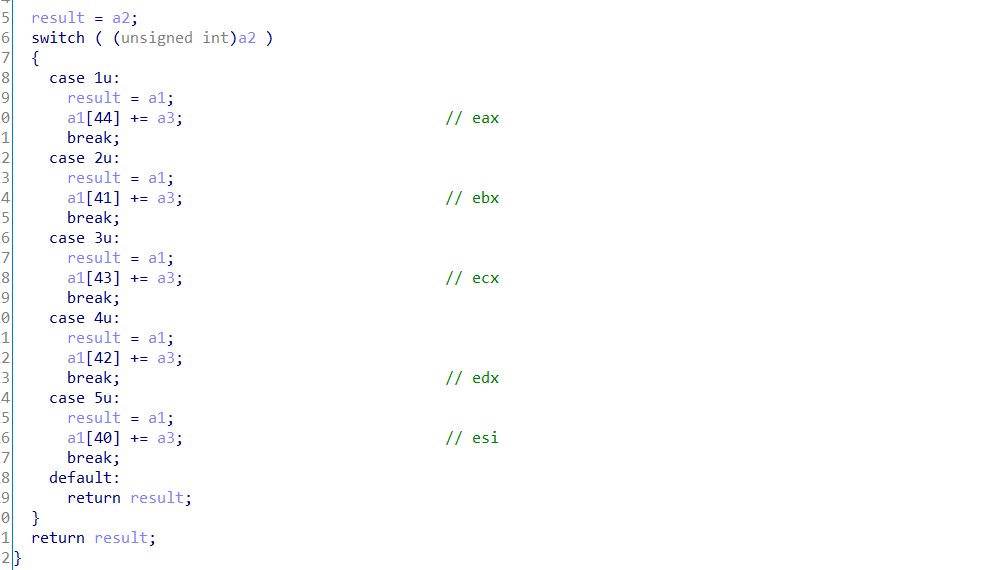 5 result = a2;
6 switch ( (unsigned int)a2 )
7 {
8 case 1u:
9 result = a1;
0 a1[44] += a3; // eax
1 break;
2 case 2u:
3 result = a1;
4 a1[41] += a3; // ebx
5 break;
6 case 3u:
7 result = a1;
8 a1[43] += a3; // ecx
9 break;
0 case 4u:
1 result = a1;
2 a1[42] += a3;
3 break; // edx
4 case 5u:
5 result = a1;
6 a1[40] += a3; // esi
7 break;
8 default:
9 return result;
0 }
1 return result;
2 }